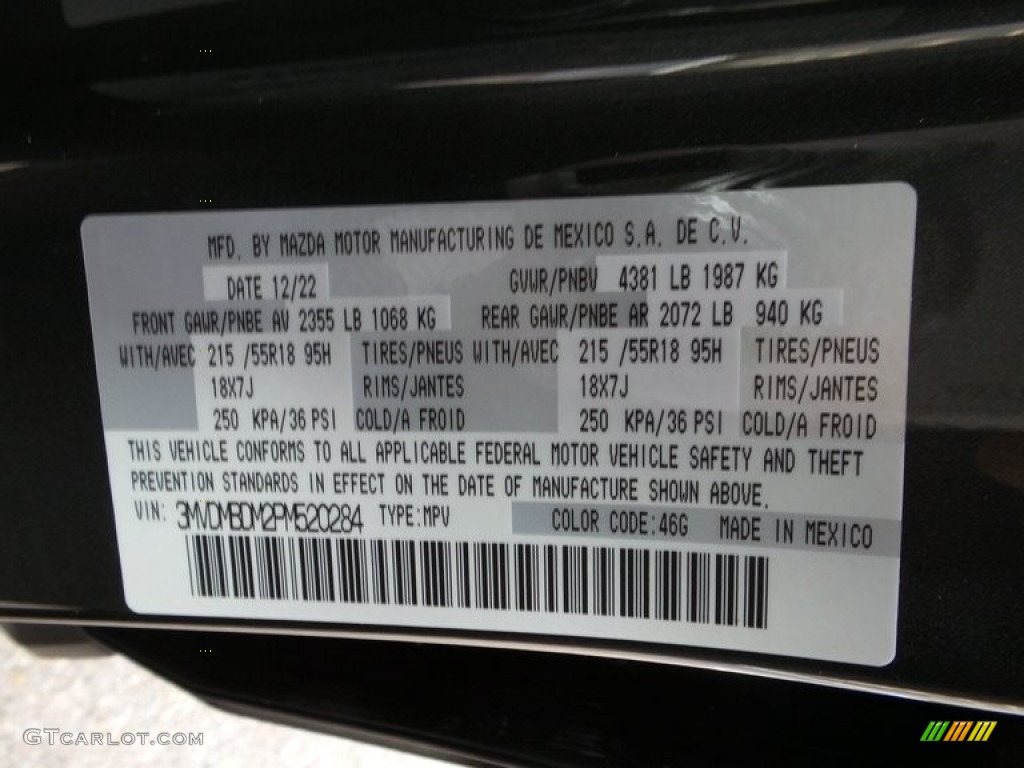 MFD. BY MAZDA MOTOR MANUFACTURING DE MEXICO S.A. DE C.V.
DATE 12/22 GVWR/PNBV 4381 LB 1987 KG
FRONT GAWR/PNBE AV 2355 LB 1068 KG REAR GAWR/PNBE AR 2072 LB 940 KG
WITH/AVEC 215 /55R18 95H TIRES/PNEUS WITH/AVEC 215 /55R18 95H TIRES/PNEUS
18X7J RIMS/JANTES 18X7J RIMS/JANTES
250 KPA/36 PSI COLD/A FROID 250 KPA/36 PSI COLD/A FROID
THIS VEHICLE CONFORMS TO ALL APPLICABLE FEDERAL MOTOR VEHICLE SAFETY AND THEFT
PREVENTION STANDARDS IN EFFECT ON THE DATE OF MANUFACTURE SHOWN ABOVE.
VIN: 3MVDMBDM2PM520284 TYPE:MPV COLOR CODE:46G MADE IN MEXICO
GTCARLOT.COM